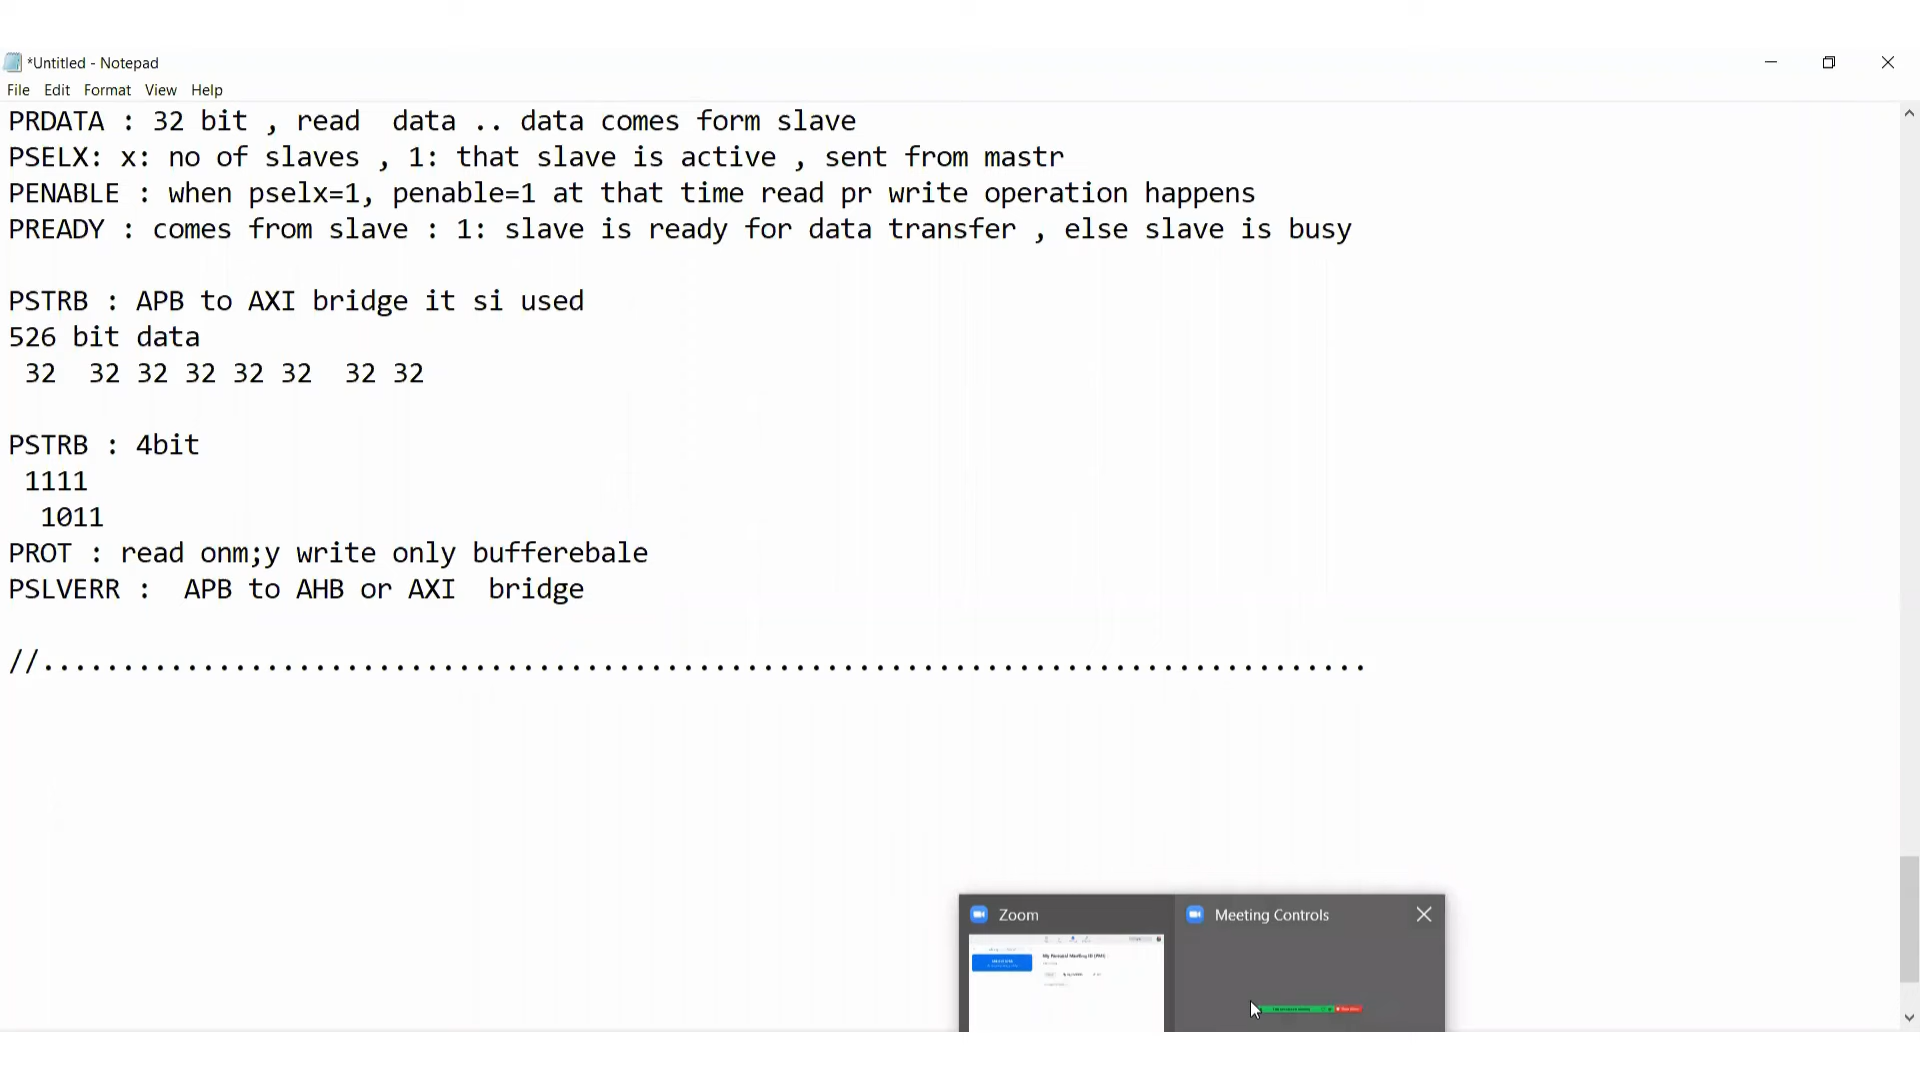 *Untitled - Notepad
File Edit Format View Help
PRDATA : 32 bit , read  data .. data comes form slave
PSELX: x: no of slaves , 1: that slave is active , sent from mastr
PENABLE : when pselx=1, penable=1 at that time read pr write operation happens
PREADY : comes from slave : 1: slave is ready for data transfer , else slave is busy
PSTRB : APB to AXI bridge it si used
526 bit data
32  32 32 32 32 32  32 32
PSTRB : 4bit
1111
1011
PROT : read onm;y write only bufferebale
PSLVERR :  APB to AHB or AXI  bridge
//...................................................................................
Zoom
Meeting Controls